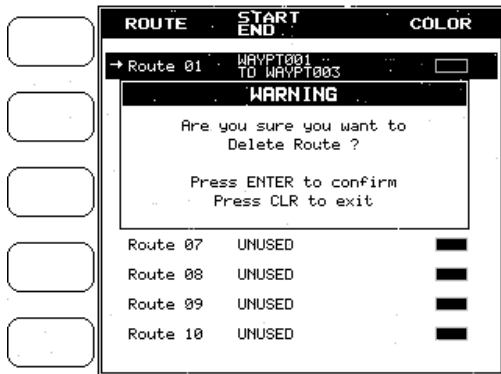 ROUTE START END COLOR
→ Route 01 WAYPT001 TO WAYPT003
WARNING
Are you sure you want to
Delete Route ?
Press ENTER to confirm
Press CLR to exit
Route 07 UNUSED
Route 08 UNUSED
Route 09 UNUSED
Route 10 UNUSED